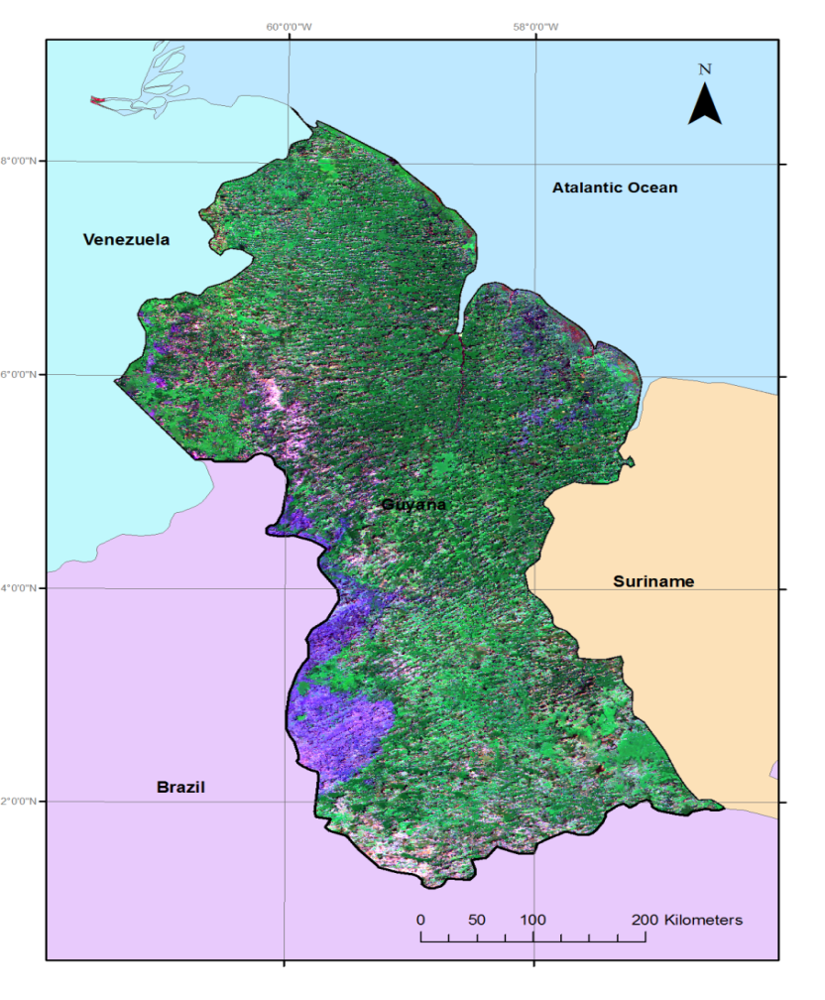 60°0'0"W 58°0'0"W
N
8°0'0"N
Atalantic Ocean
Venezuela
6°0'0"N
Guyana
4°0'0"N
Suriname
Brazil
2°0'0"N
0 50 100 200 Kilometers